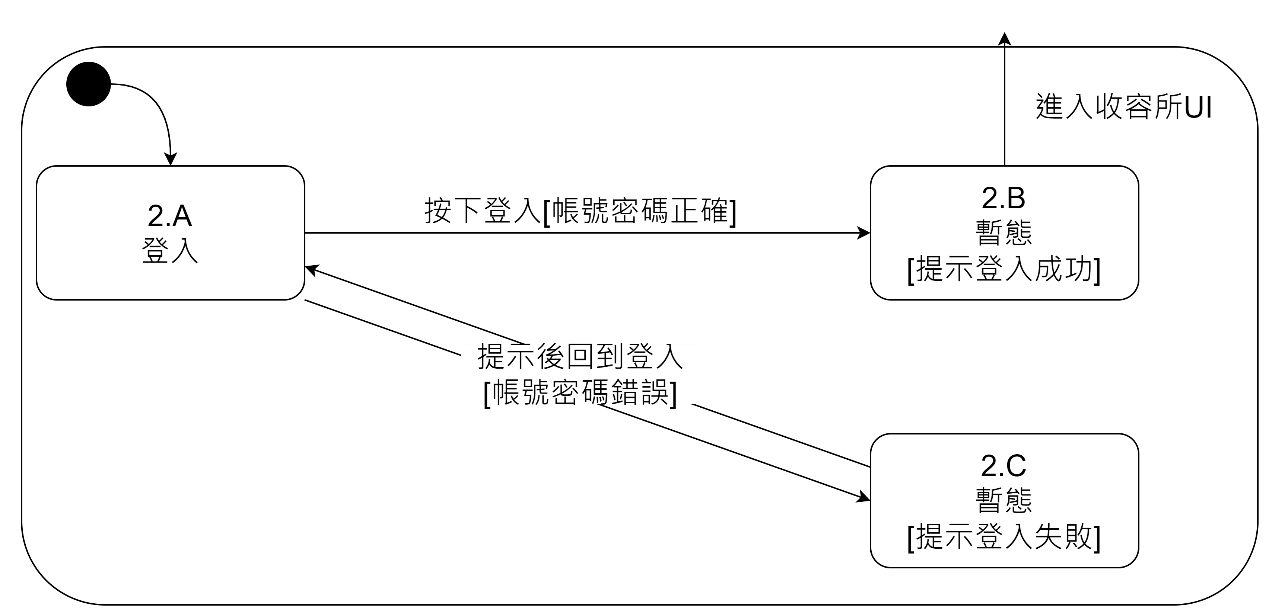 進入收容所UI
2.A
登入
按下登入[帳號密碼正確]
2.B
暫態
[提示登入成功]
提示後回到登入
[帳號密碼錯誤]
2.C
暫態
[提示登入失敗]